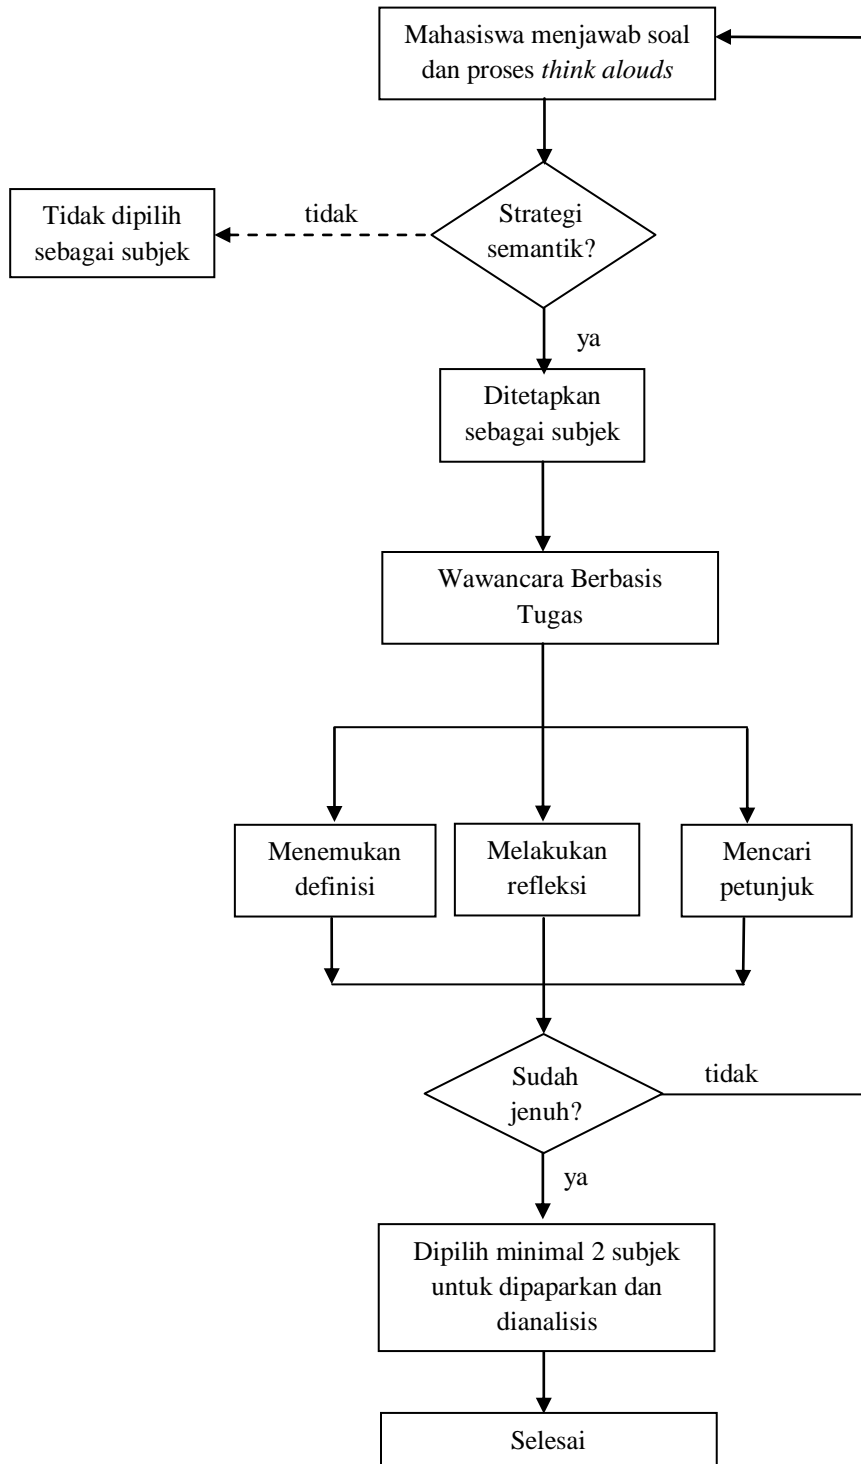 Mahasiswa menjawab soal
dan proses think alouds
Strategi
semantik?
tidak
Tidak dipilih
sebagai subjek
ya
Ditetapkan
sebagai subjek
Wawancara Berbasis
Tugas
Menemukan
definisi
Melakukan
refleksi
Mencari
petunjuk
Sudah
jenuh?
tidak
ya
Dipilih minimal 2 subjek
untuk dipaparkan dan
dianalisis
Selesai